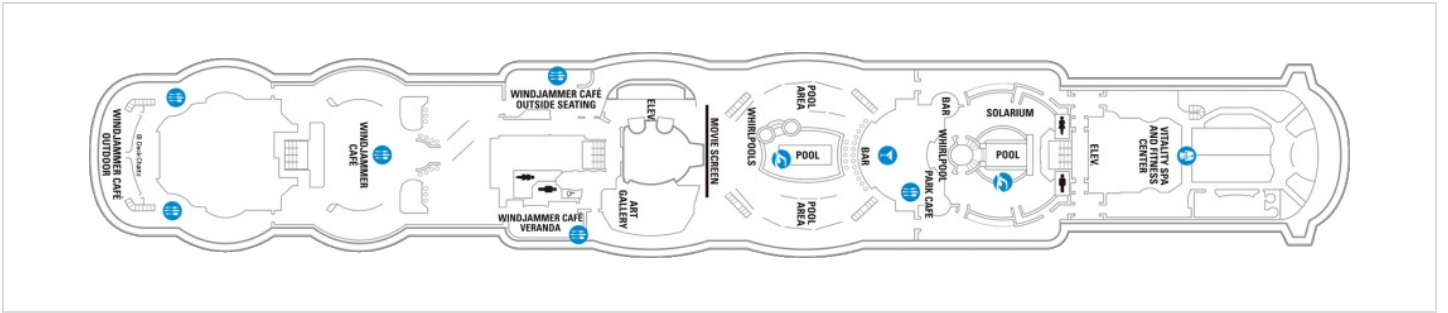 WINDJAMMER CAFÉ
OUTDOOR
WINDJAMMER
CAFÉ
WINDJAMMER CAFÉ
OUTSIDE SEATING
WINDJAMMER CAFÉ
VERANDA
ELEV.
ART
GALLERY
MOVIE SCREEN
WHIRLPOOLS
POOL
AREA
POOL
POOL
AREA
BAR
BAR
WHIRLPOOL
PARK CAFÉ
SOLARIUM
POOL
ELEV.
VITALITY SPA
AND FITNESS
CENTER